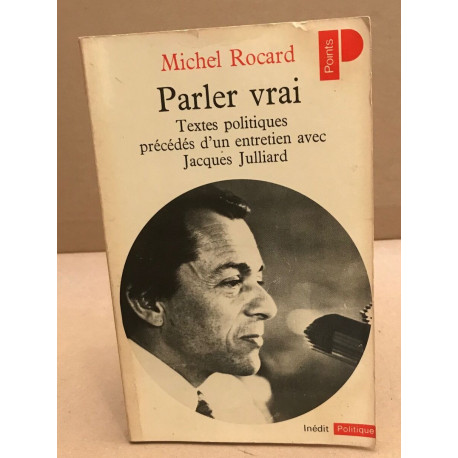 Michel Rocard
Points
Parler vrai
Textes politiques
précédés d'un entretien avec
Jacques Julliard
Inédit Politique